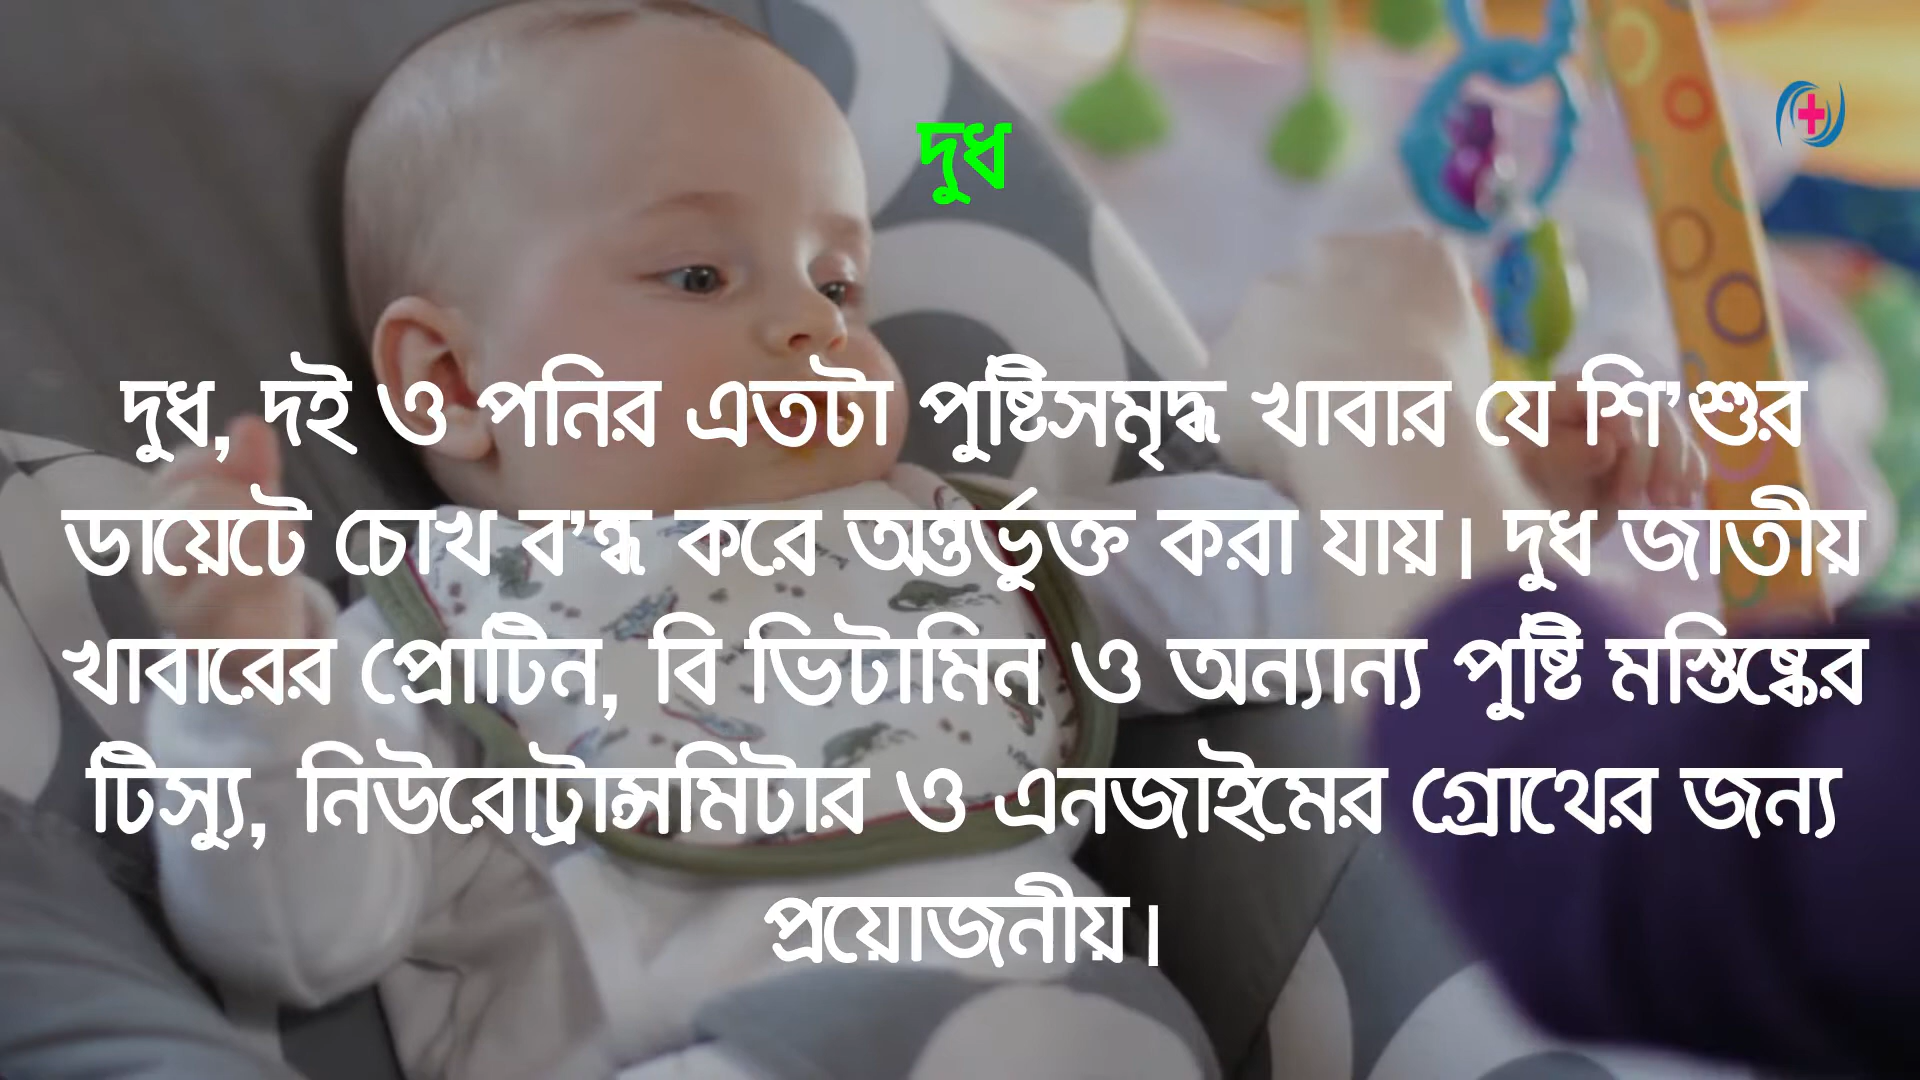 দুধ
দুধ, দই ও পনির এতটা পুষ্টিসমৃদ্ধ খাবার যে শি’শুর
ডায়েটে চোখ ব’ন্ধ করে অন্তর্ভুক্ত করা যায়। দুধ জাতীয়
খাবারের প্রোটিন, বি ভিটামিন ও অন্যান্য পুষ্টি মস্তিষ্কের
টিস্যু, নিউরোট্রান্সমিটার ও এনজাইমের গ্রোথের জন্য
প্রয়োজনীয়।